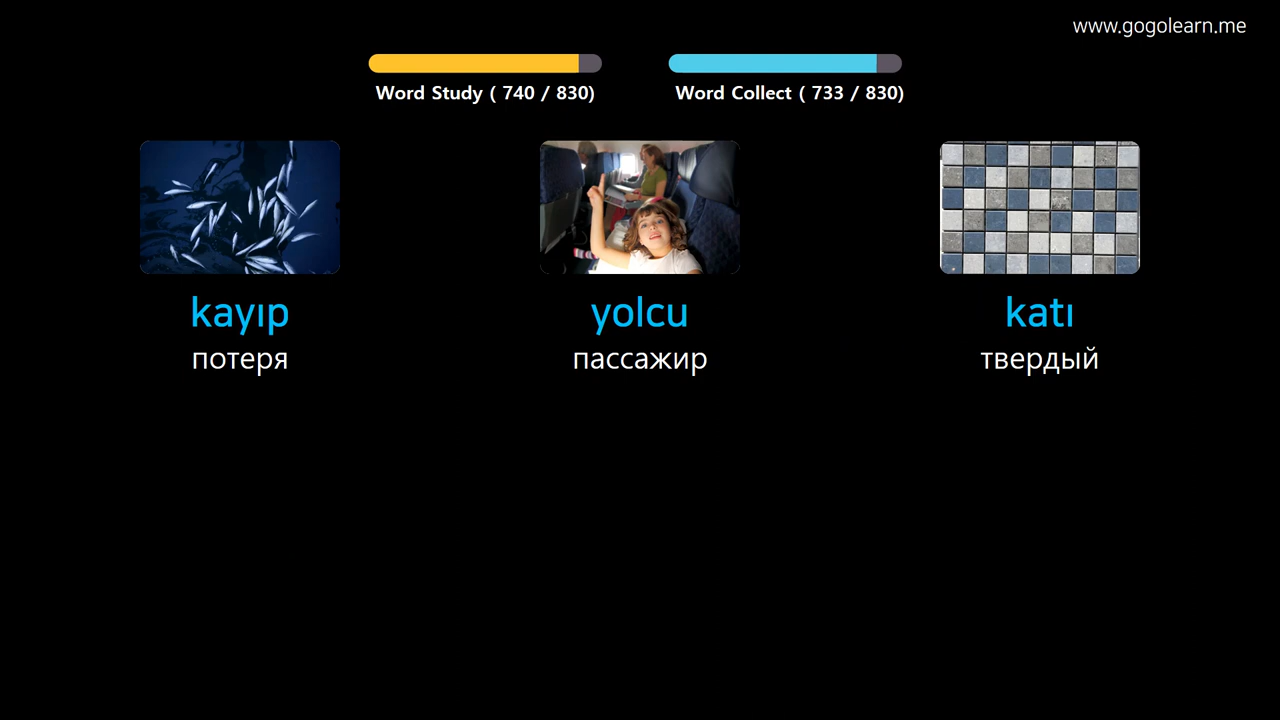 www.gogolearn.me
Word Study ( 740 / 830)
Word Collect ( 733 / 830)
kayıp
потеря
yolcu
пассажир
katı
твердый